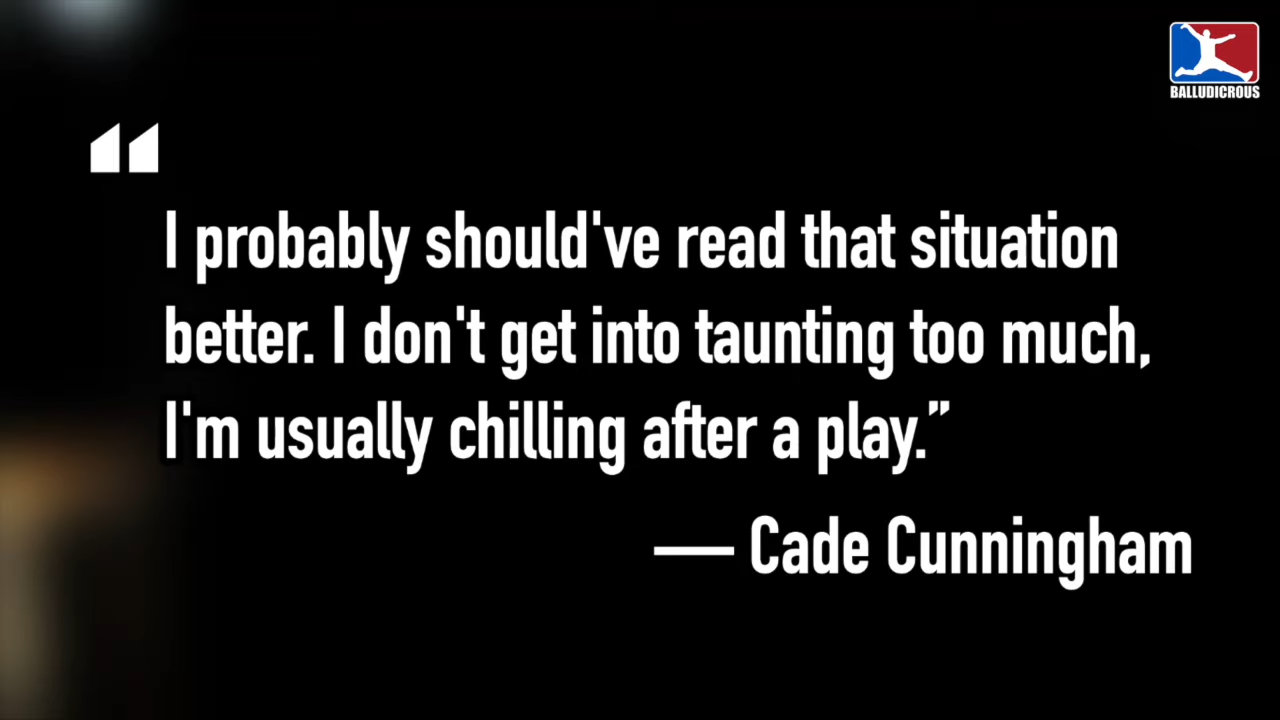 BALLUDICROUS
“
I probably should've read that situation
better. I don't get into taunting too much,
I'm usually chilling after a play.”
— Cade Cunningham